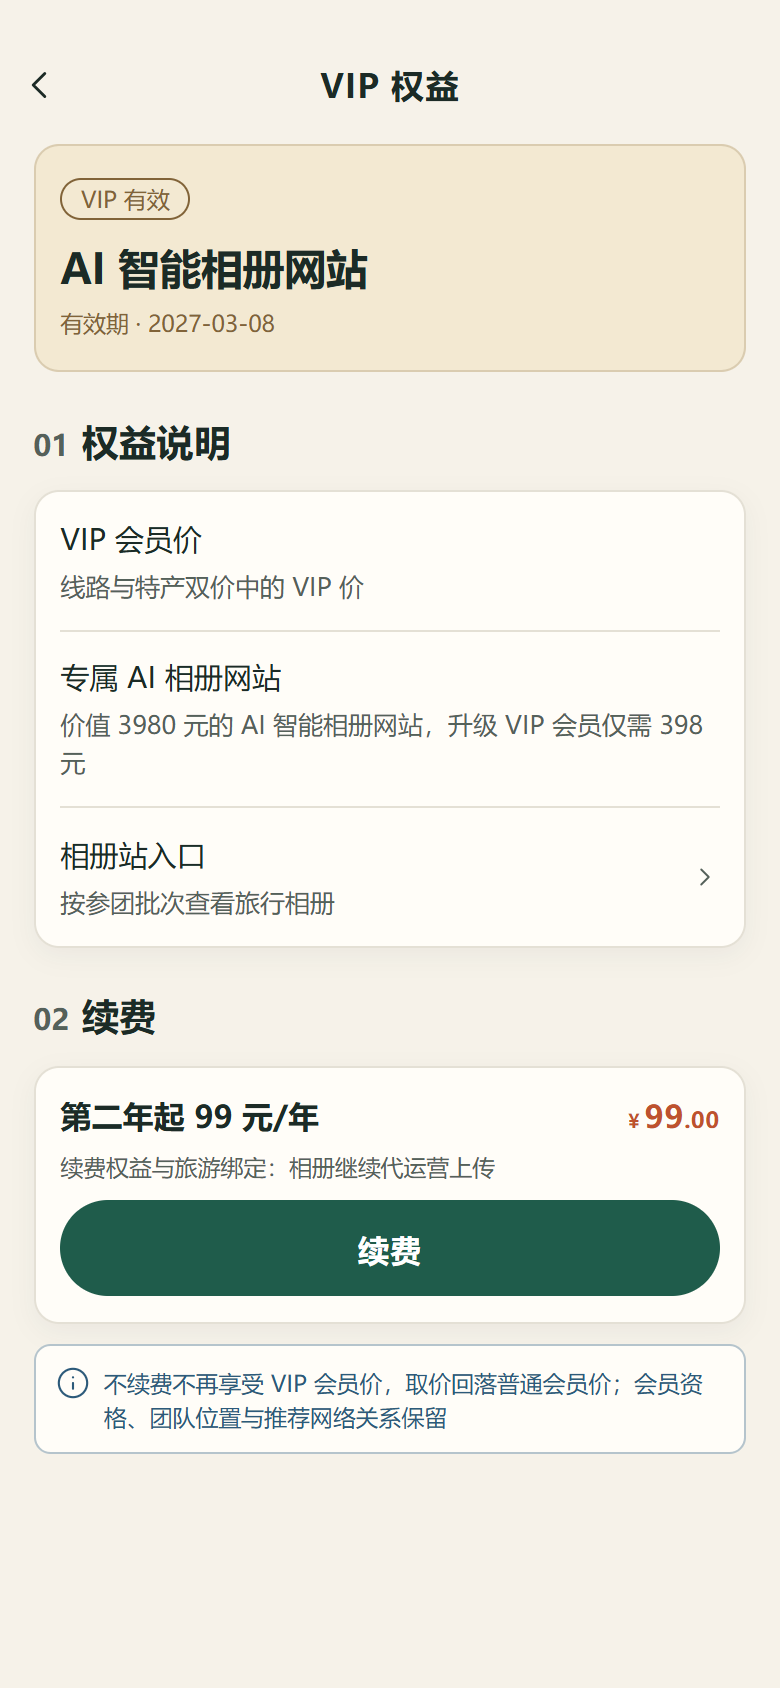 VIP 权益
VIP 有效
AI 智能相册网站
有效期 · 2027-03-08
01 权益说明
VIP 会员价
线路与特产双价中的 VIP 价
专属 AI 相册网站
价值 3980 元的 AI 智能相册网站，升级 VIP 会员仅需 398
元
相册站入口
按参团批次查看旅行相册
02 续费
第二年起 99 元/年 ¥ 99.00
续费权益与旅游绑定：相册继续代运营上传
续费
不续费不再享受 VIP 会员价，取价回落普通会员价；会员资
格、团队位置与推荐网络关系保留